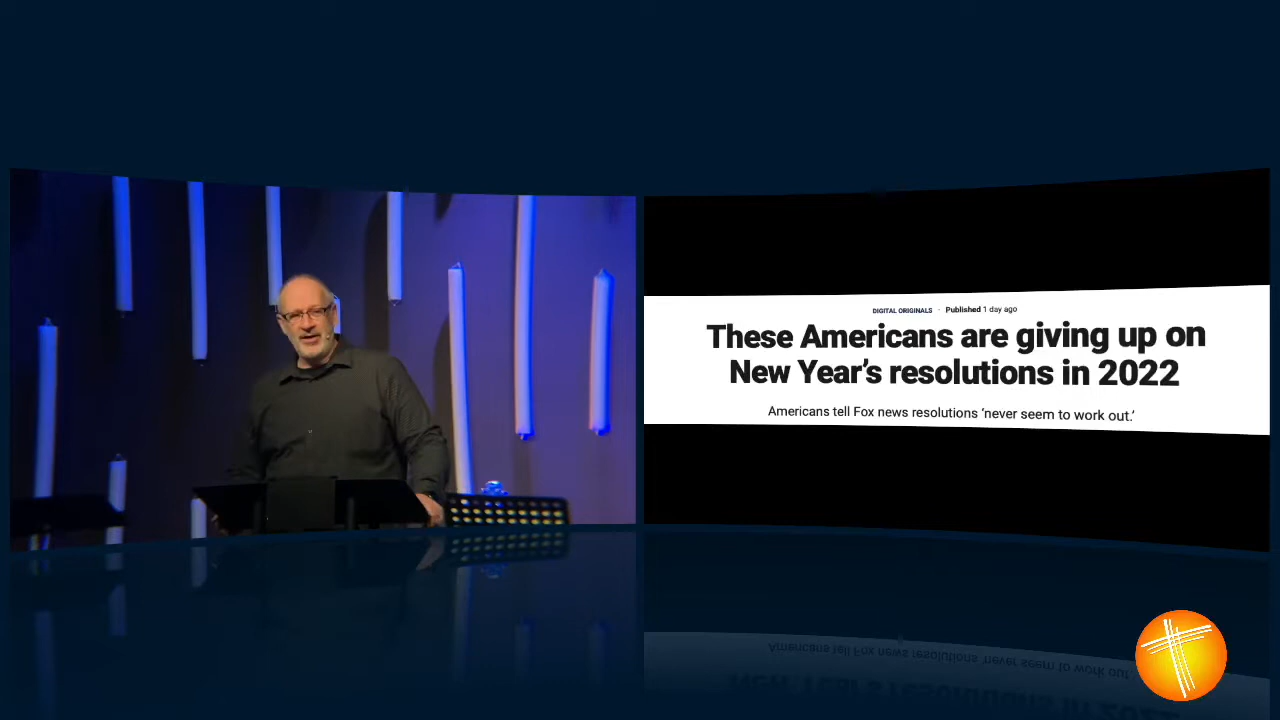 DIGITAL ORIGINALS · Published 1 day ago
These Americans are giving up on
New Year's resolutions in 2022
Americans tell Fox news resolutions 'never seem to work out.'